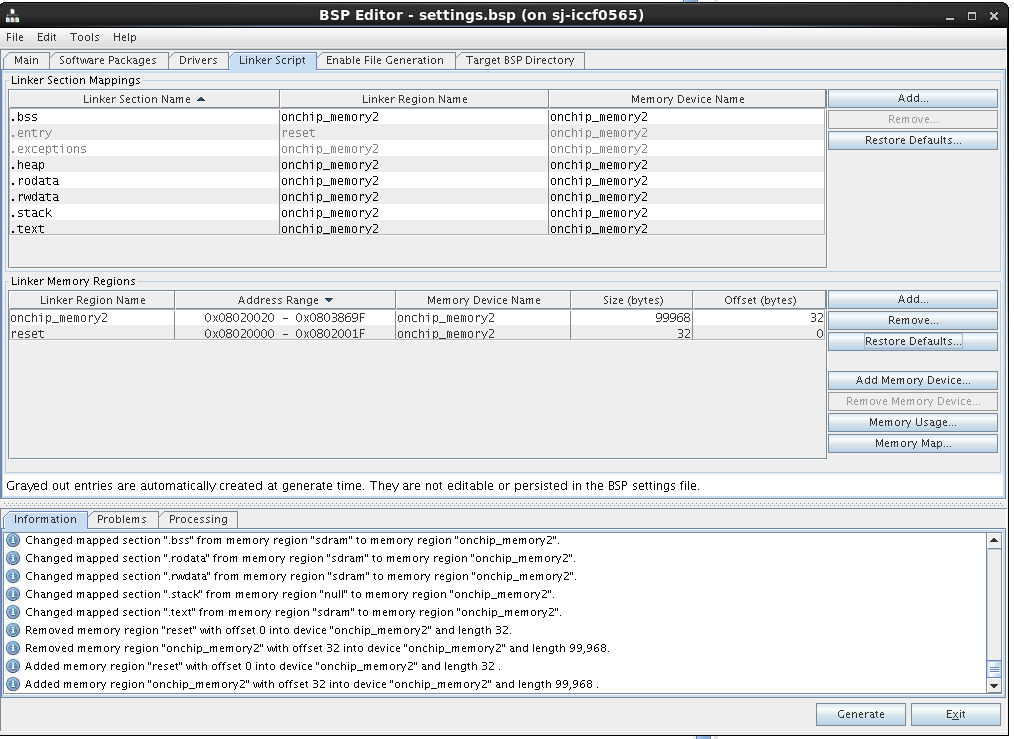 BSP Editor - settings.bsp (on sj-iccf0565)
File Edit Tools Help
Main Software Packages Drivers Linker Script Enable File Generation Target BSP Directory
Linker Section Mappings
Linker Section Name Linker Region Name Memory Device Name Add...
.bss onchip_memory2 onchip_memory2
.entry reset onchip_memory2 Remove...
.exceptions onchip_memory2 onchip_memory2 Restore Defaults...
.heap onchip_memory2 onchip_memory2
.rodata onchip_memory2 onchip_memory2
.rwdata onchip_memory2 onchip_memory2
.stack onchip_memory2 onchip_memory2
.text onchip_memory2 onchip_memory2
Linker Memory Regions
Linker Region Name Address Range Memory Device Name Size (bytes) Offset (bytes) Add...
onchip_memory2 0x08020020 - 0x0803869F onchip_memory2 99968 32 Remove...
reset 0x08020000 - 0x0802001F onchip_memory2 32 0 Restore Defaults...
Add Memory Device...
Remove Memory Device...
Memory Usage...
Memory Map...
Grayed out entries are automatically created at generate time. They are not editable or persisted in the BSP settings file.
Information Problems Processing
Changed mapped section ".bss" from memory region "sdram" to memory region "onchip_memory2".
Changed mapped section ".rodata" from memory region "sdram" to memory region "onchip_memory2".
Changed mapped section ".rwdata" from memory region "sdram" to memory region "onchip_memory2".
Changed mapped section ".stack" from memory region "null" to memory region "onchip_memory2".
Changed mapped section ".text" from memory region "sdram" to memory region "onchip_memory2".
Removed memory region "reset" with offset 0 into device "onchip_memory2" and length 32.
Removed memory region "onchip_memory2" with offset 32 into device "onchip_memory2" and length 99,968.
Added memory region "reset" with offset 0 into device "onchip_memory2" and length 32 .
Added memory region "onchip_memory2" with offset 32 into device "onchip_memory2" and length 99,968 .
Generate Exit